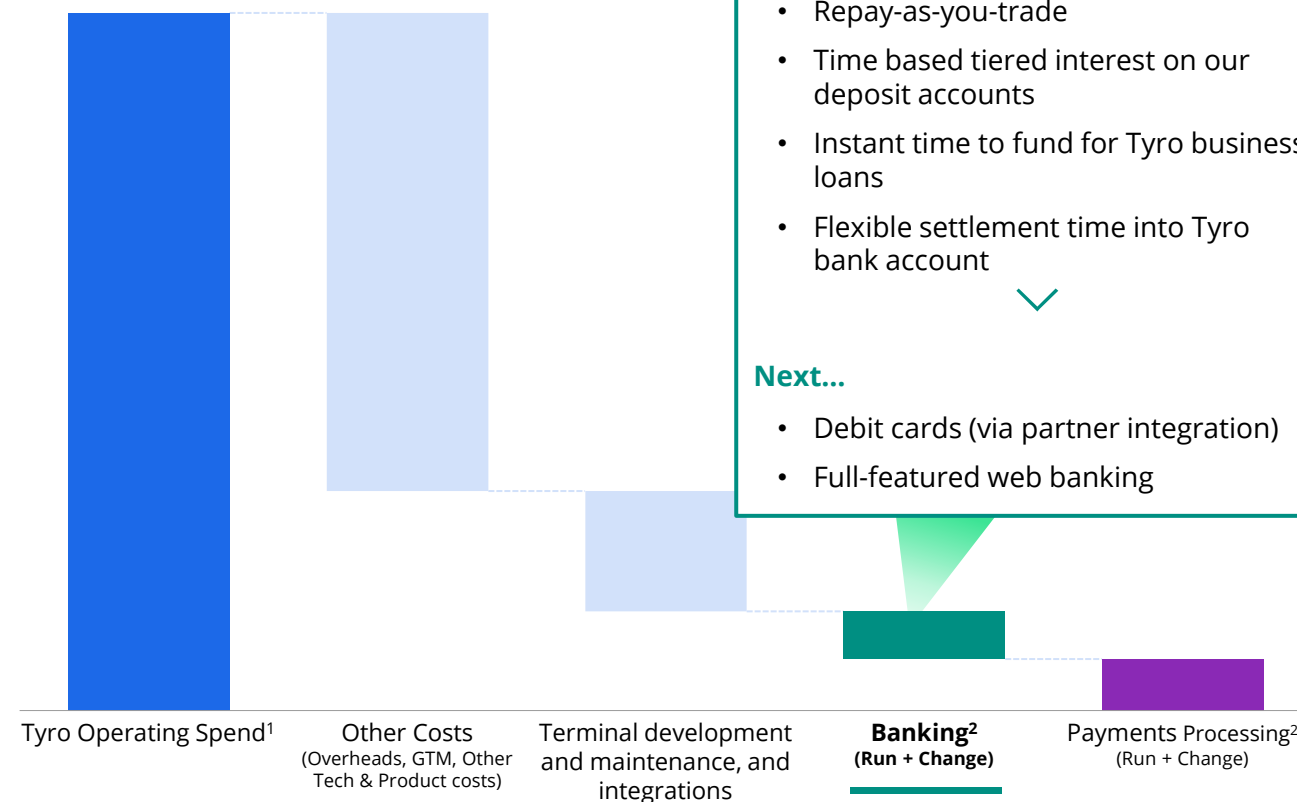 • Repay-as-you-trade
• Time based tiered interest on our
deposit accounts
• Instant time to fund for Tyro business
loans
• Flexible settlement time into Tyro
bank account
Next...
• Debit cards (via partner integration)
• Full-featured web banking
Tyro Operating Spend¹
Other Costs
(Overheads, GTM, Other
Tech & Product costs)
Terminal development
and maintenance, and
integrations
Banking²
(Run + Change)
Payments Processing²
(Run + Change)